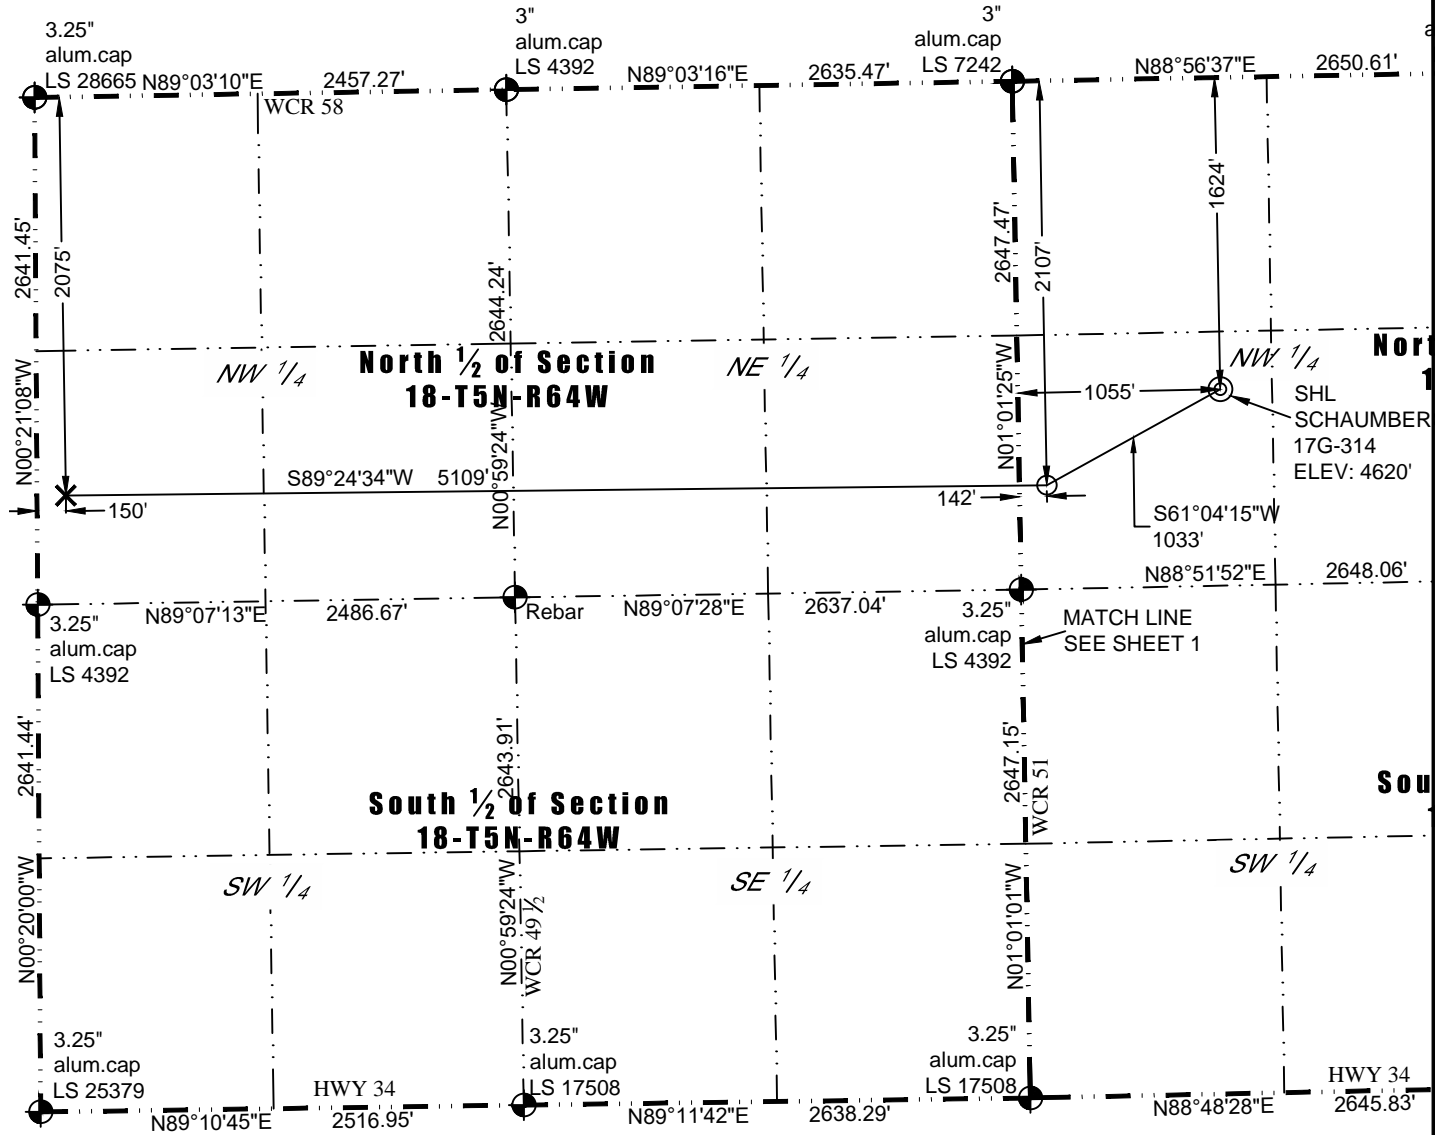 3.25"
alum.cap
LS 28665
N89°03'10"E
2457.27'
WCR 58
3"
alum.cap
LS 4392
N89°03'16"E
2635.47'
3"
alum.cap
LS 7242
N88°56'37"E
2650.61'
2641.45'
2075'
2644.24'
2647.47'
2107'
1624'
North ½ of Section
18-T5N-R64W
NW 1/4
NE 1/4
NW 1/4
N00°21'08"W
N00°59'24"W
N01°01'25"W
1055'
SHL
SCHAUMBER
17G-314
ELEV: 4620'
S89°24'34"W 5109'
150'
142'
S61°04'15"W
1033'
N89°07'13"E
2486.67'
Rebar
N89°07'28"E
2637.04'
N88°51'52"E
2648.06'
3.25"
alum.cap
LS 4392
3.25"
alum.cap
LS 4392
MATCH LINE
SEE SHEET 1
2641.44'
2643.91'
2647.15'
WCR 51
South ½ of Section
18-T5N-R64W
SW 1/4
SE 1/4
SW 1/4
N00°20'00"W
N00°59'24"W
WCR 49 ½
N01°01'01"W
3.25"
alum.cap
LS 25379
HWY 34
3.25"
alum.cap
LS 17508
3.25"
alum.cap
LS 17508
HWY 34
N89°10'45"E
2516.95'
N89°11'42"E
2638.29'
N88°48'28"E
2645.83'